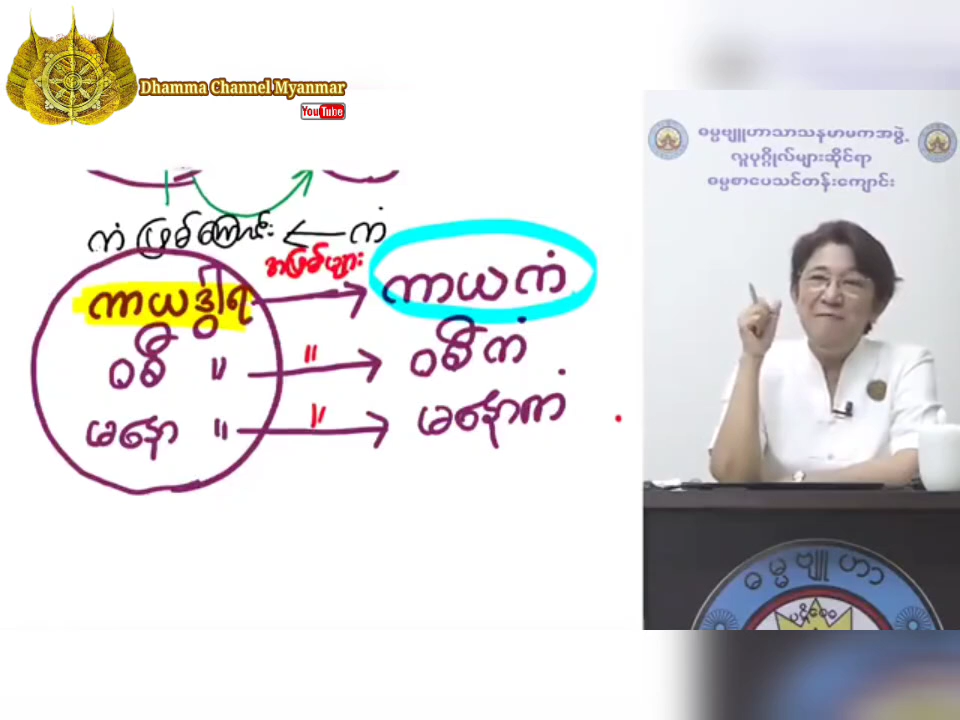 Dhamma Channel Myanmar
YouTube
ဓမ္မဗျူဟာသာသနာမာမကအဖွဲ့
လူပုဂ္ဂိုလ်များဆိုင်ရာ
ဓမ္မစာပေသင်တန်းကျောင်း
ကံဖြစ်ကြောင်း ← ကံ
အဖြစ်များ
ကာယဒွါရ → ကာယကံ
ဝစီ " " → ဝစီကံ
မနော " " → မနောကံ
ဓမ္မဗျူဟာ